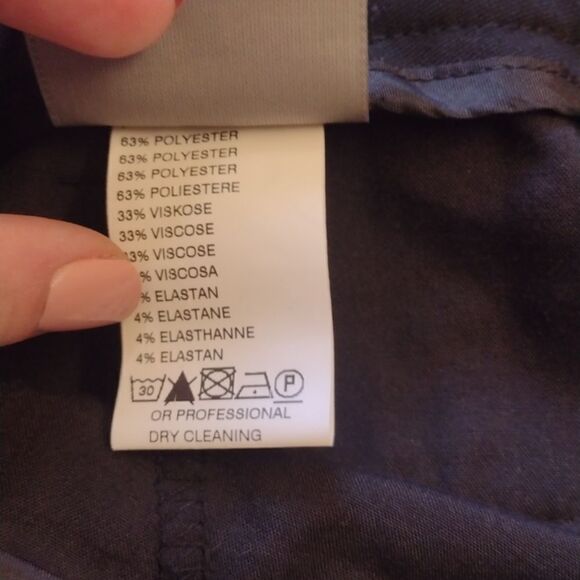 63% POLYESTER
63% POLYESTER
63% POLYESTER
63% POLIESTERE
33% VISKOSE
33% VISCOSE
3% VISCOSE
% VISCOSA
% ELASTAN
4% ELASTANE
4% ELASTHANNE
4% ELASTAN
30 P
OR PROFESSIONAL
DRY CLEANING